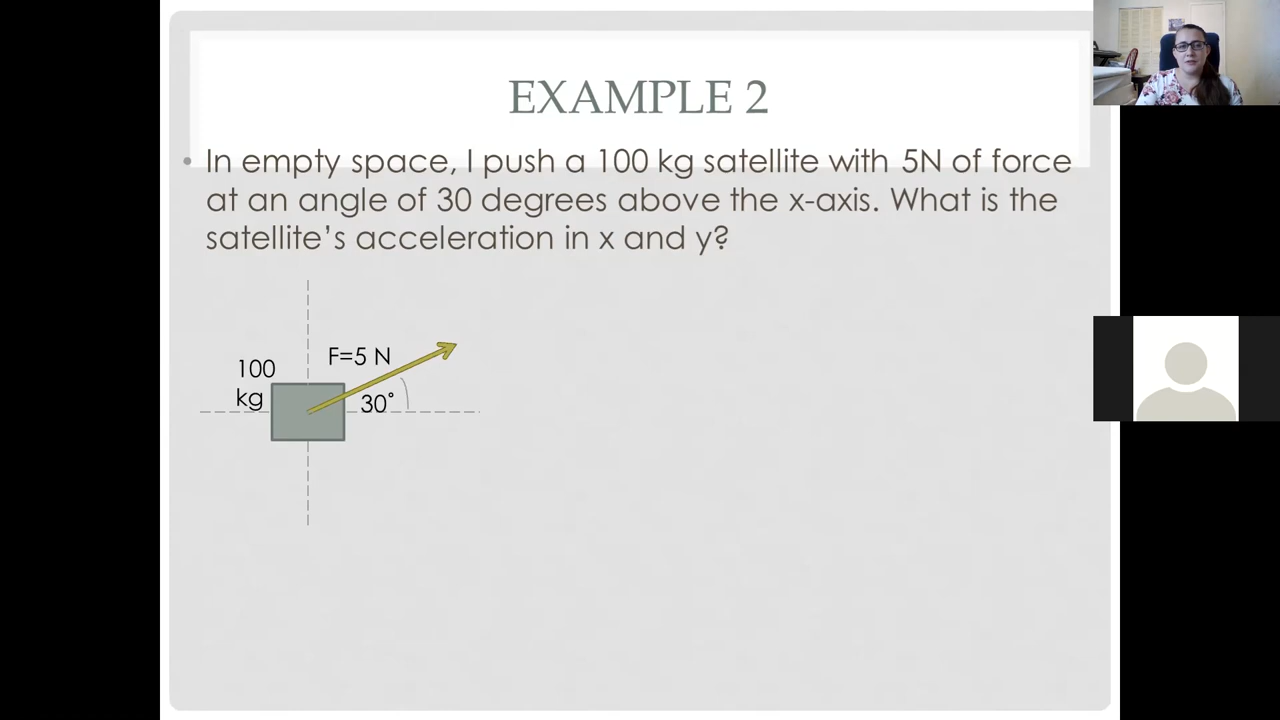 EXAMPLE 2
• In empty space, I push a 100 kg satellite with 5N of force
at an angle of 30 degrees above the x-axis. What is the
satellite’s acceleration in x and y?
F=5 N
100
kg
30˚